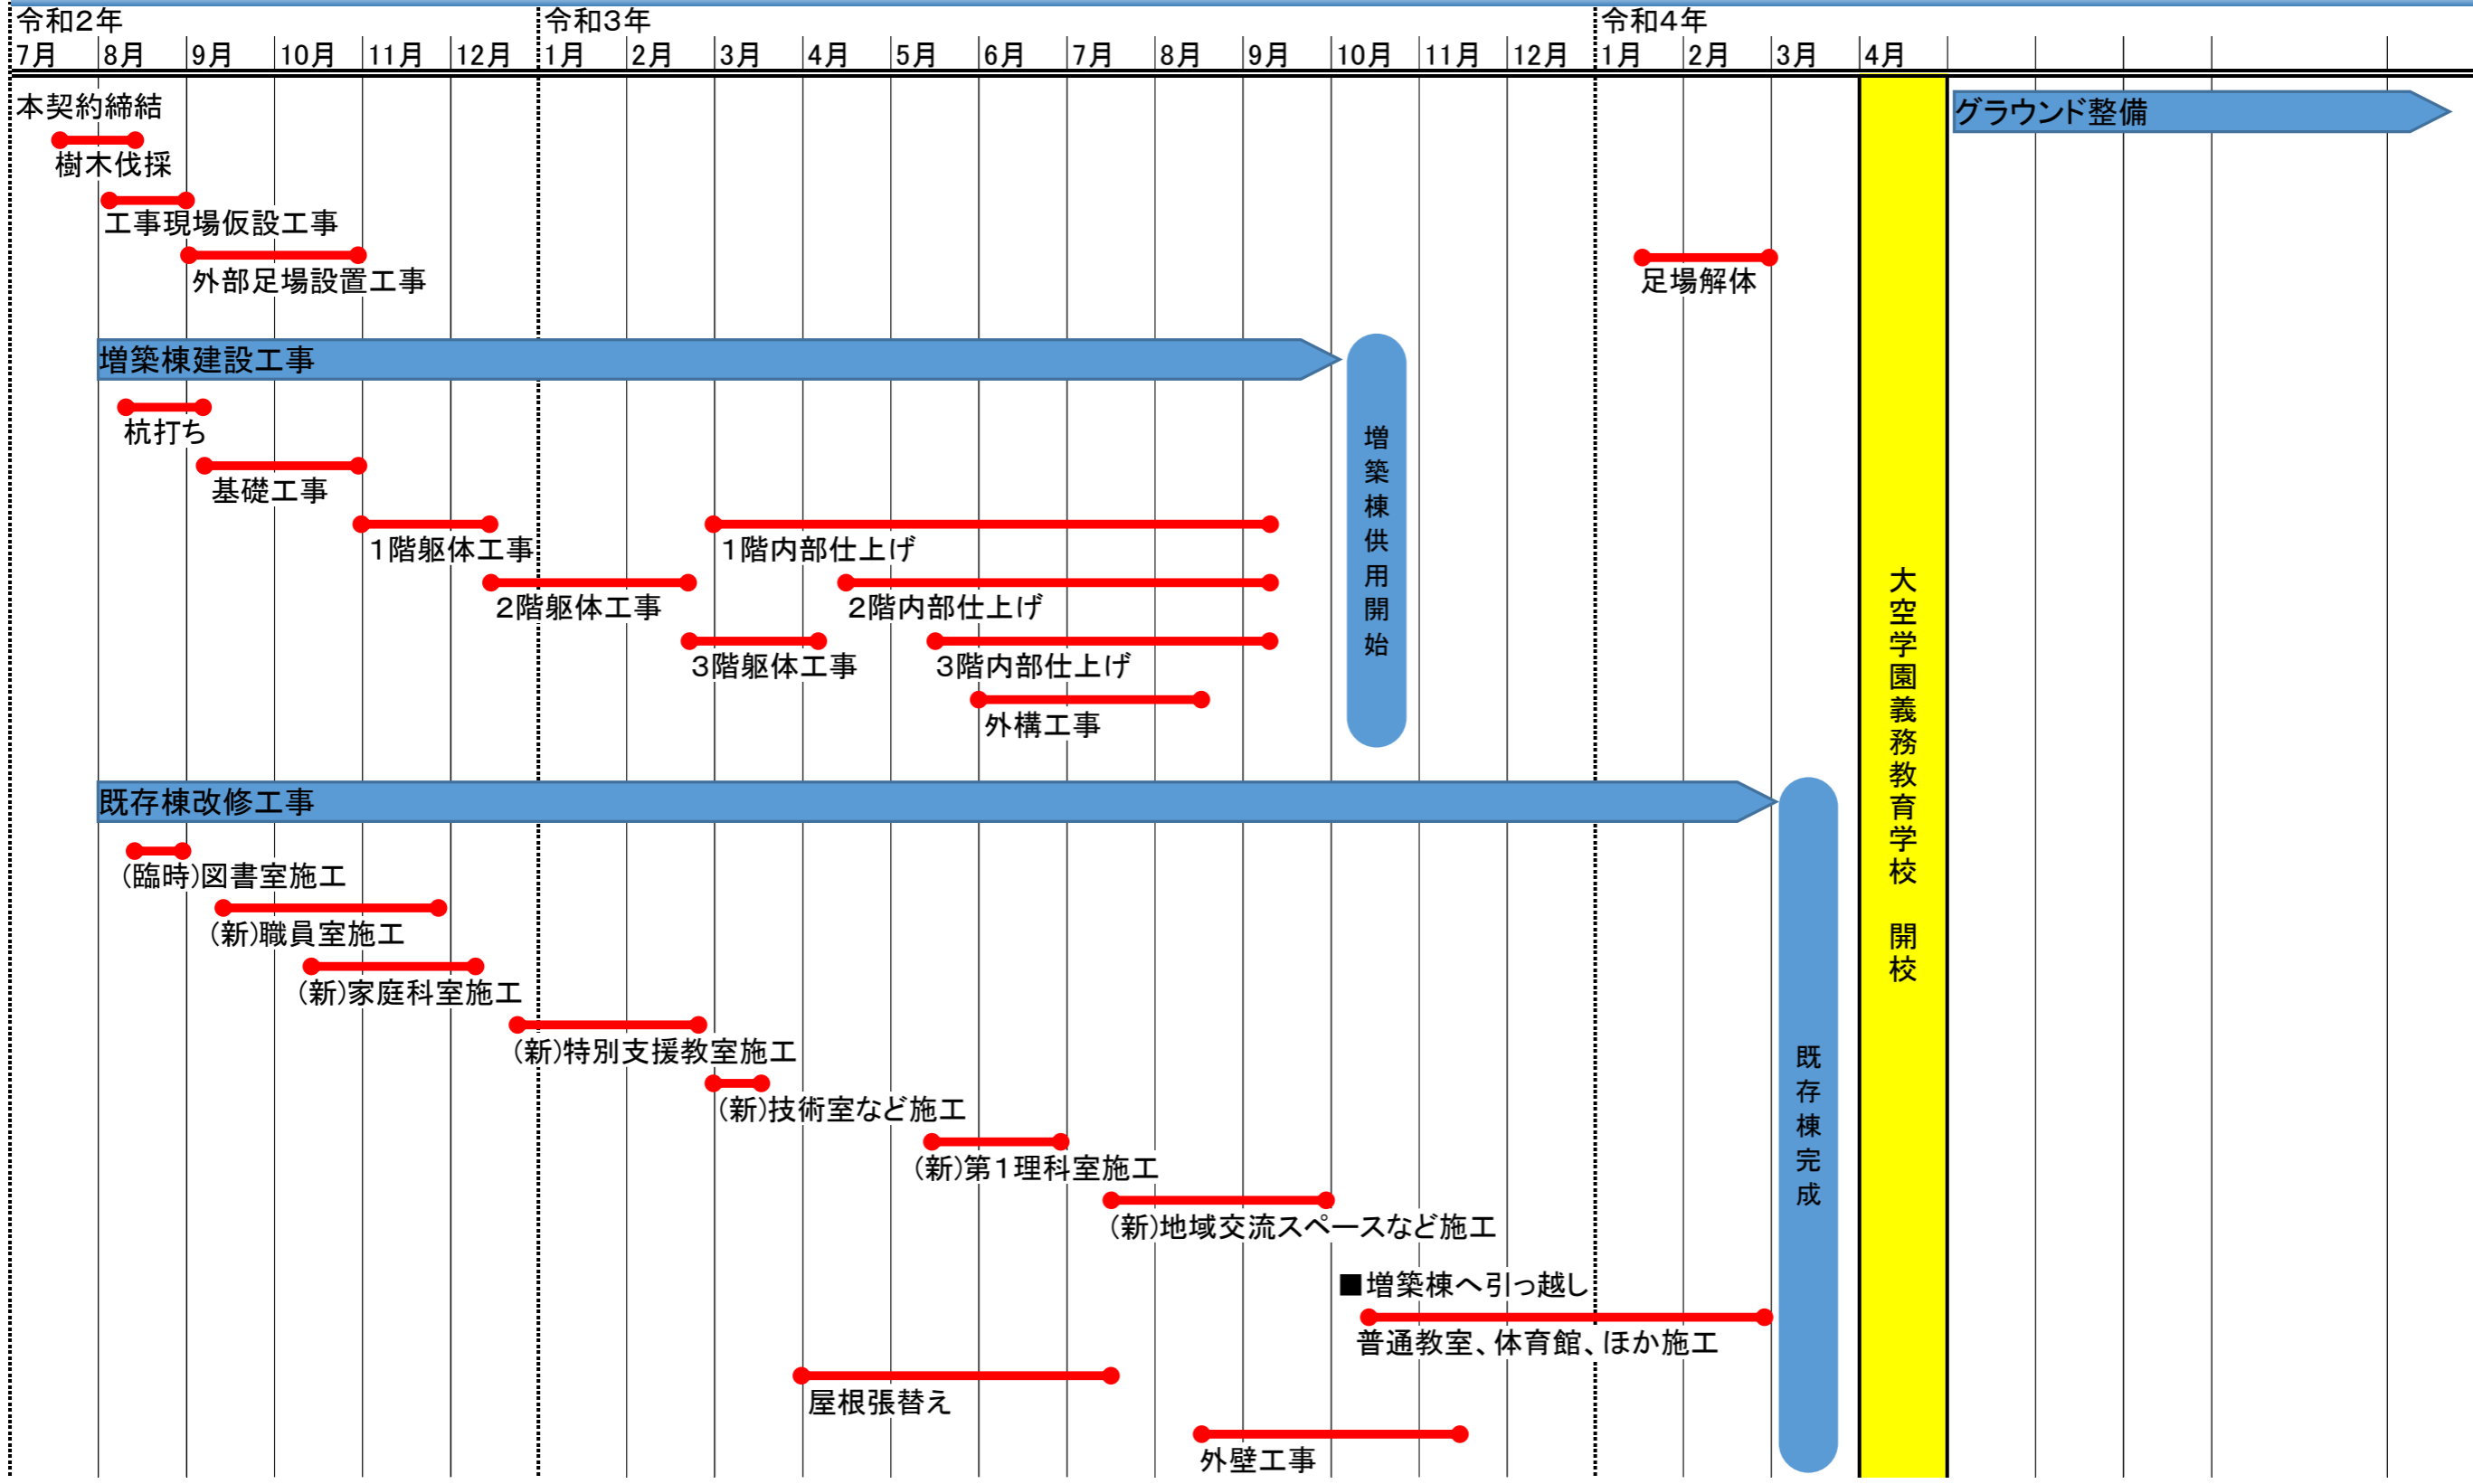 令和2年
令和3年
令和4年
7月 8月 9月 10月 11月 12月 1月 2月 3月 4月 5月 6月 7月 8月 9月 10月 11月 12月 1月 2月 3月 4月
本契約締結
グラウンド整備
樹木伐採
工事現場仮設工事
外部足場設置工事
足場解体
増築棟建設工事
杭打ち
基礎工事
1階躯体工事
1階内部仕上げ
2階躯体工事
2階内部仕上げ
3階躯体工事
3階内部仕上げ
外構工事
増築棟供用開始
大空学園義務教育学校 開校
既存棟改修工事
(臨時)図書室施工
(新)職員室施工
(新)家庭科室施工
(新)特別支援教室施工
(新)技術室など施工
(新)第1理科室施工
(新)地域交流スペースなど施工
■増築棟へ引っ越し
普通教室、体育館、ほか施工
屋根張替え
外壁工事
既存棟完成